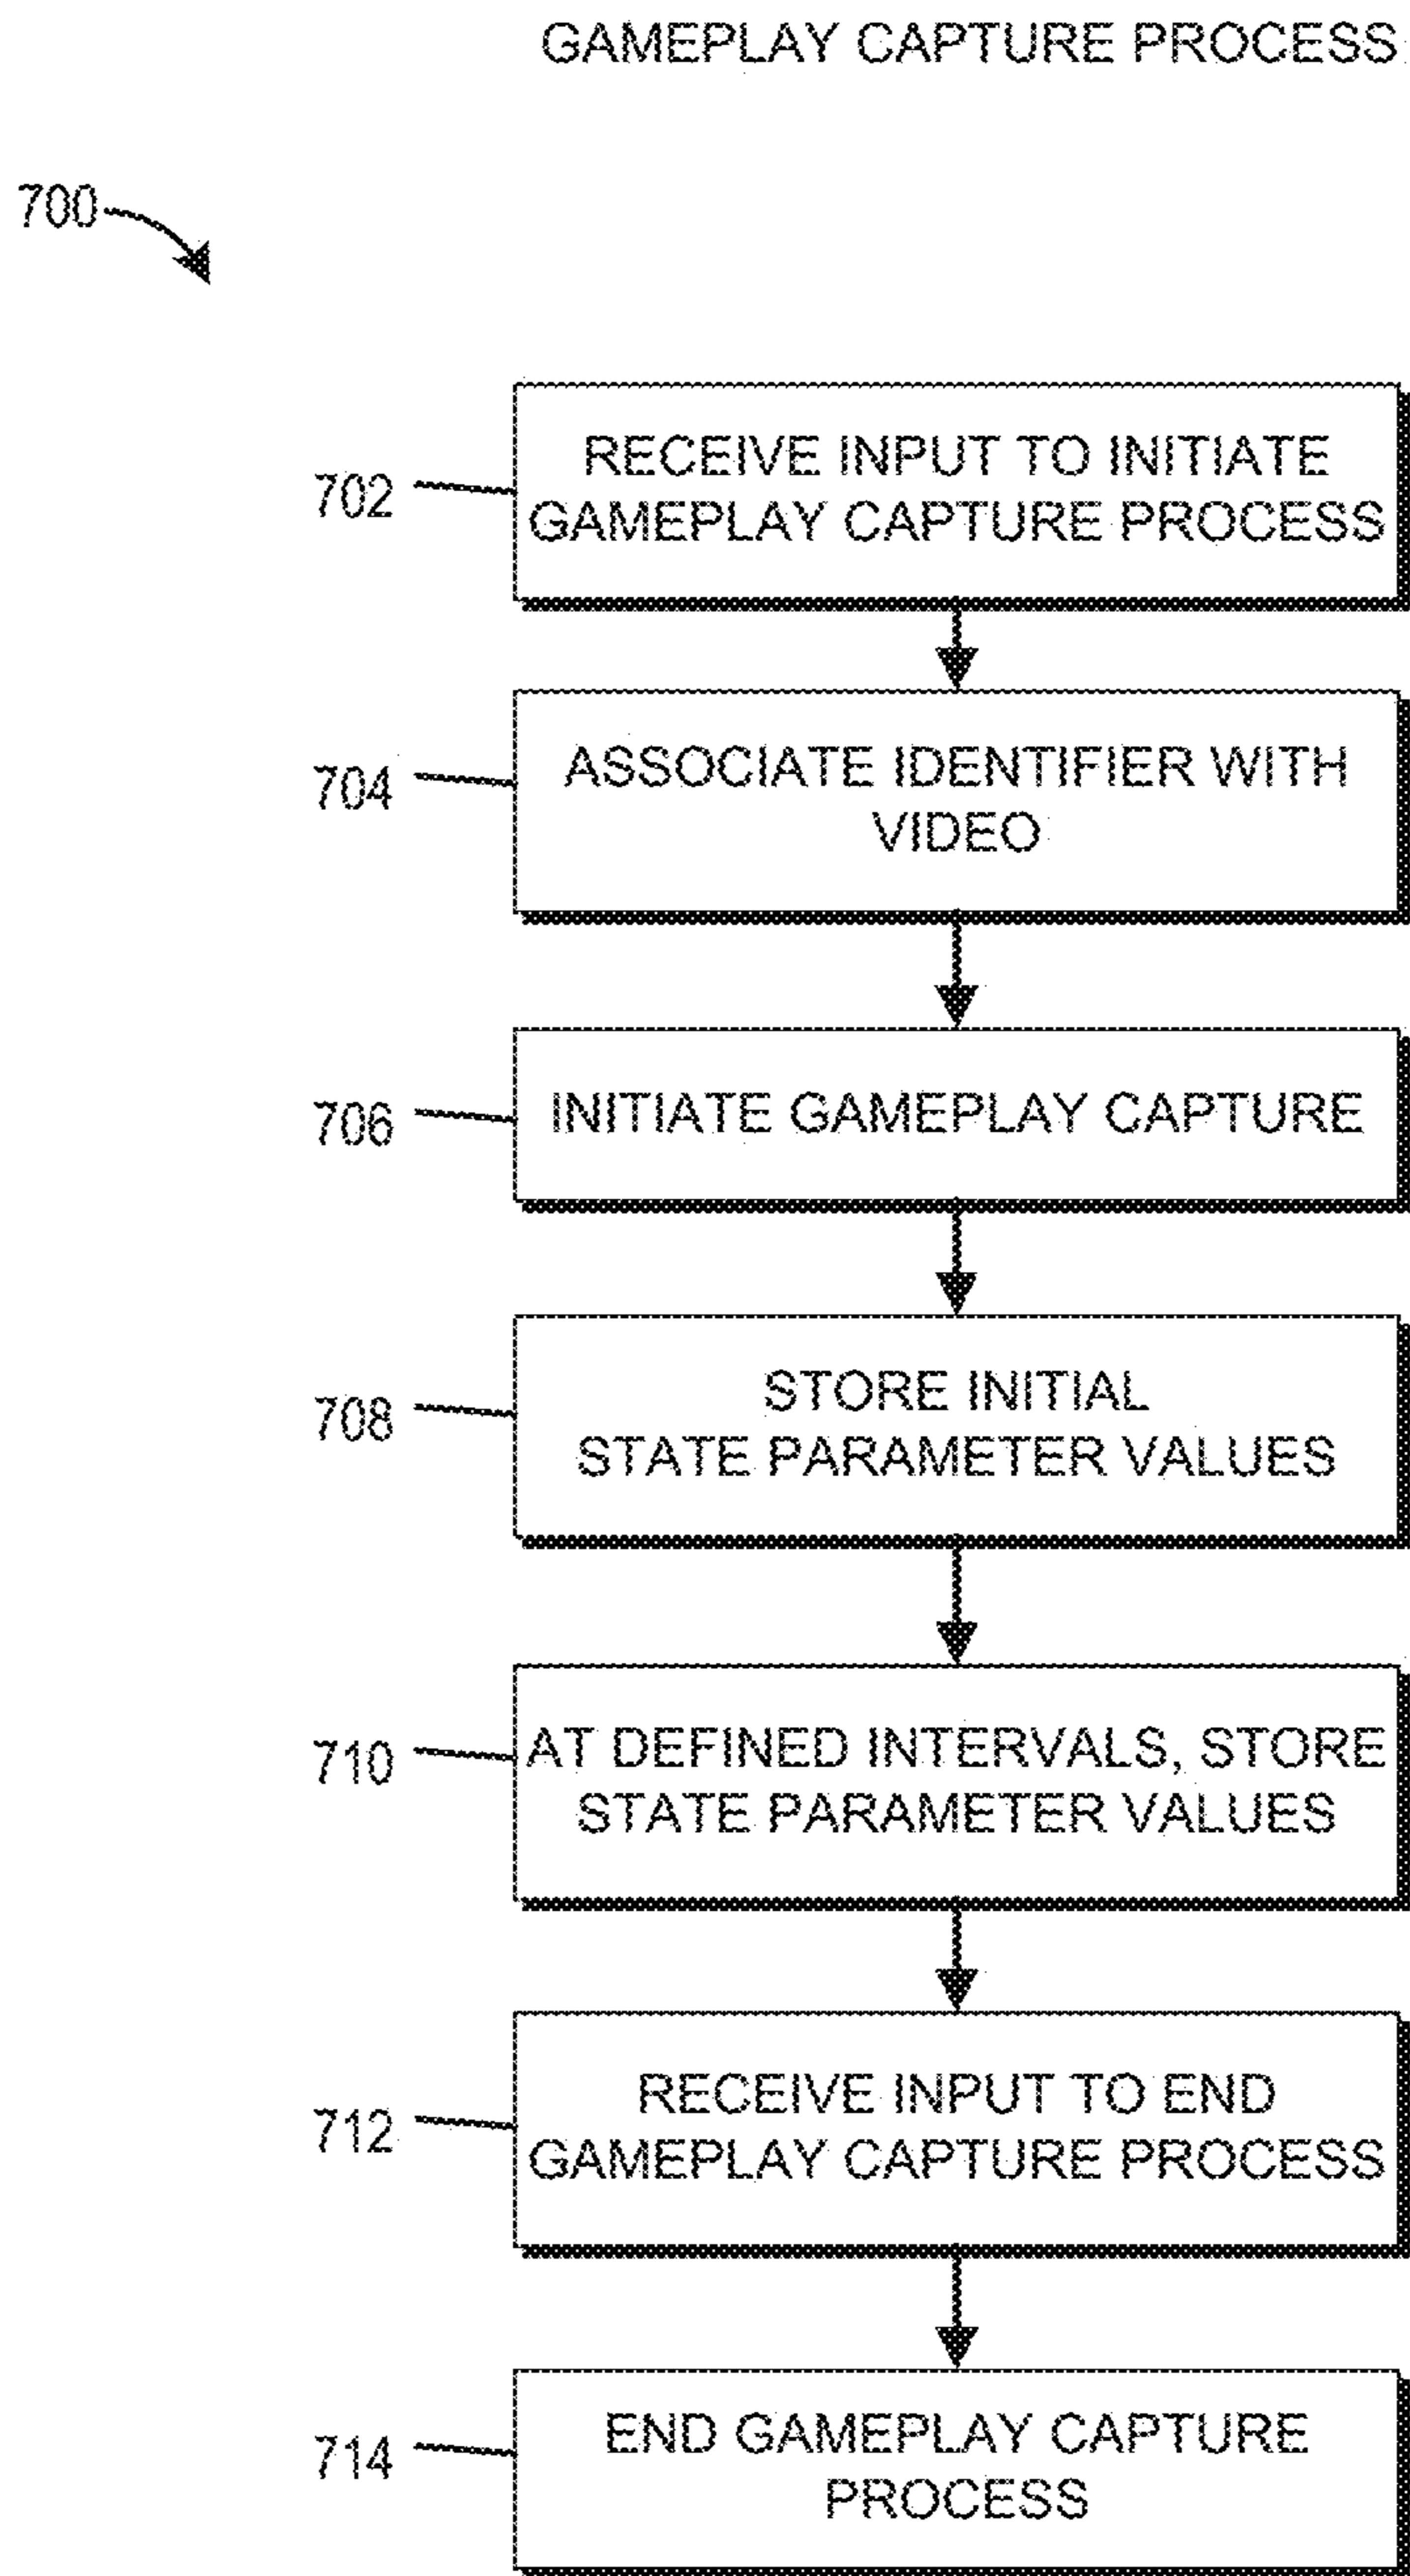 GAMEPLAY CAPTURE PROCESS
700
702
RECEIVE INPUT TO INITIATE
GAMEPLAY CAPTURE PROCESS
704
ASSOCIATE IDENTIFIER WITH
VIDEO
706
INITIATE GAMEPLAY CAPTURE
708
STORE INITIAL
STATE PARAMETER VALUES
710
AT DEFINED INTERVALS, STORE
STATE PARAMETER VALUES
712
RECEIVE INPUT TO END
GAMEPLAY CAPTURE PROCESS
714
END GAMEPLAY CAPTURE
PROCESS